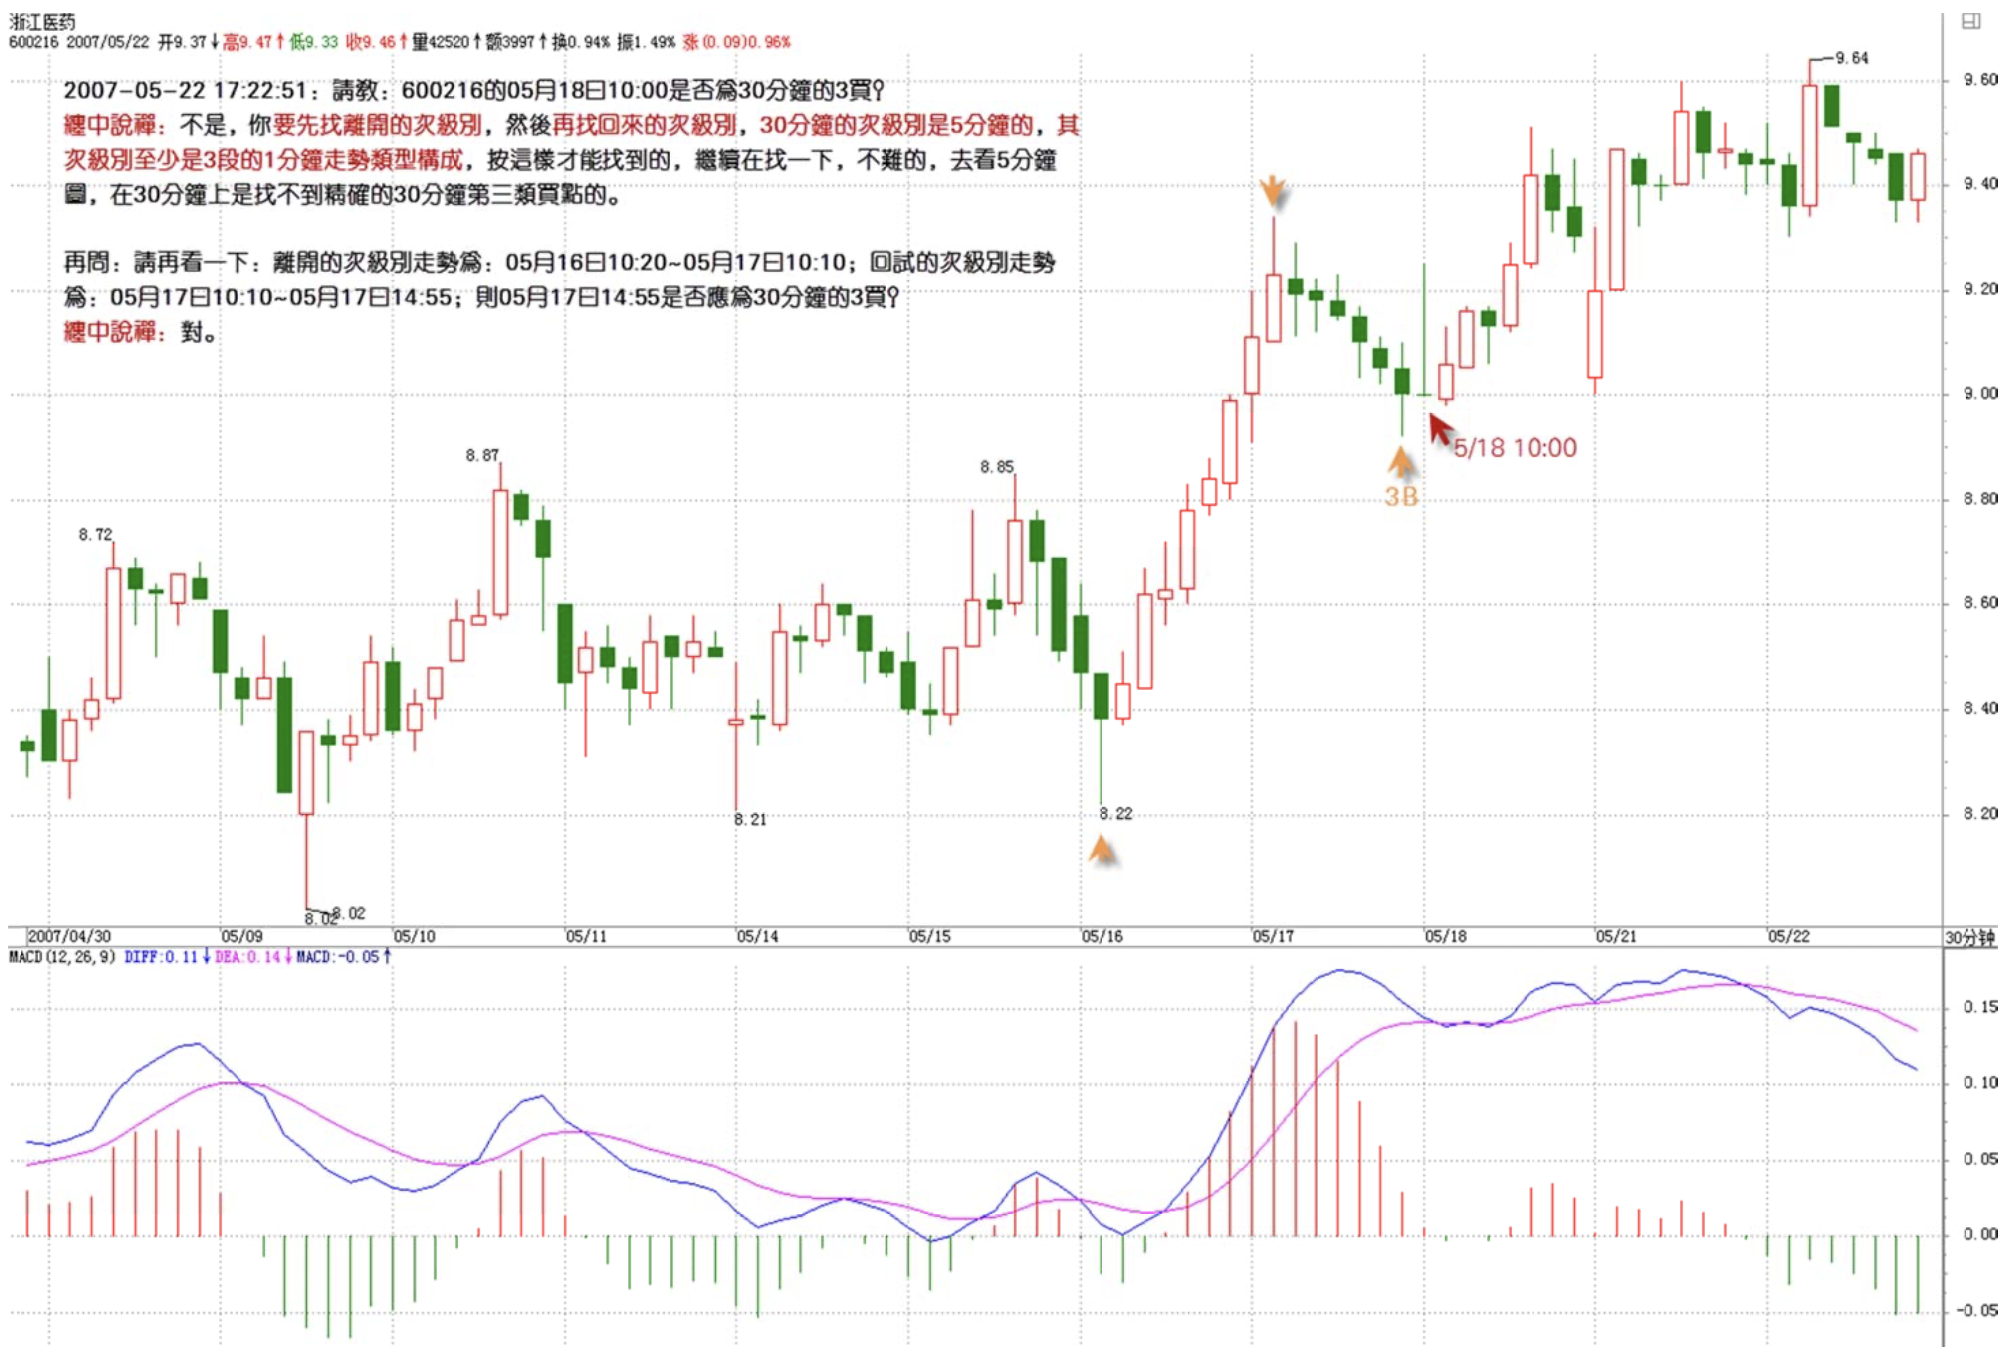 浙江医药
600216 2007/05/22 开9.37↓高9.47↑低9.33 收9.46↑量42520↑额3997↑换0.94% 振1.49% 涨(0.09)0.96%
2007-05-22 17:22:51：請教：600216的05月18曰10:00是否爲30分鐘的3買？
纏中說禪：不是，你要先找離開的次級別，然後再找回來的次級別，30分鐘的次級別是5分鐘的，其
次級別至少是3段的1分鐘走勢類型構成，按這樣才能找到的，繼續在找一下，不難的，去看5分鐘
圖，在30分鐘上是找不到精確的30分鐘第三類買點的。
再問：請再看一下：離開的次級別走勢爲：05月16曰10:20~05月17曰10:10；回試的次級別走勢
爲：05月17曰10:10~05月17曰14:55；則05月17曰14:55是否應爲30分鐘的3買？
纏中說禪：對。
9.64
9.60
9.40
9.20
9.00
8.80
8.60
8.40
8.20
5/18 10:00
3B
8.87
8.85
8.72
8.22
8.21
8.02
8.02
2007/04/30 05/09 05/10 05/11 05/14 05/15 05/16 05/17 05/18 05/21 05/22 30分钟
MACD(12,26,9) DIFF:0.11↓ DEA:0.14↓ MACD:-0.05↑
0.15
0.10
0.05
0.00
-0.05